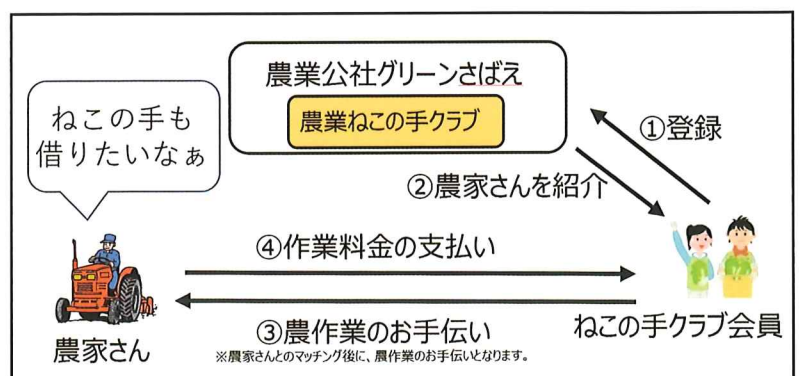 農業公社グリーンさばえ
農業ねこの手クラブ
ねこの手も
借りたいなぁ
①登録
②農家さんを紹介
④作業料金の支払い
③農作業のお手伝い
※農家さんとのマッチング後に、農作業のお手伝いとなります。
農家さん
ねこの手クラブ会員